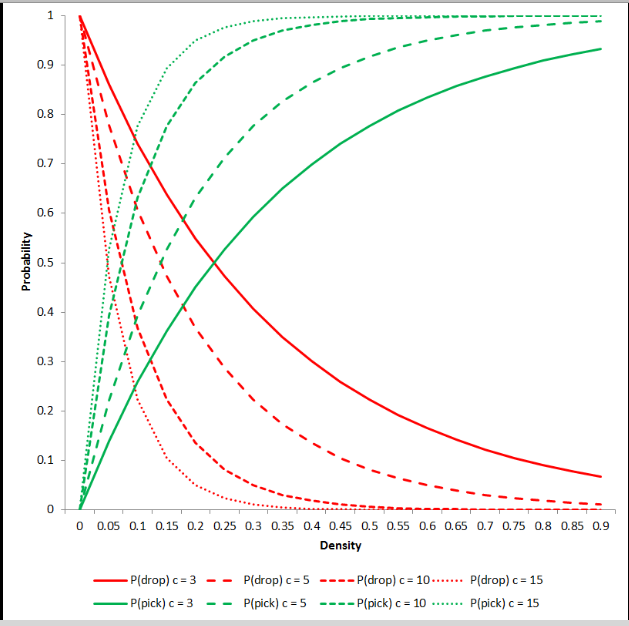 1
0.9
0.8
0.7
0.6
0.5
0.4
0.3
0.2
0.1
0
Probability
0 0.05 0.1 0.15 0.2 0.25 0.3 0.35 0.4 0.45 0.5 0.55 0.6 0.65 0.7 0.75 0.8 0.85 0.9
Density
P(drop) c = 3 P(drop) c = 5 P(drop) c = 10 P(drop) c = 15
P(pick) c = 3 P(pick) c = 5 P(pick) c = 10 P(pick) c = 15